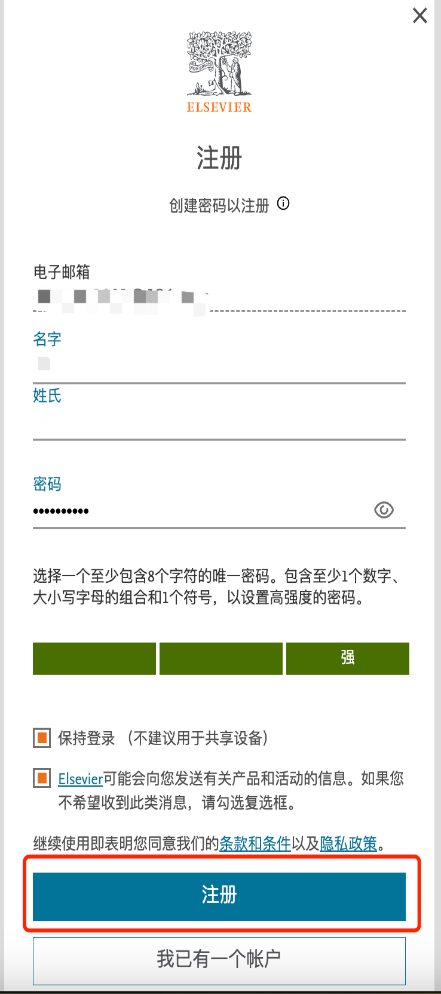 ELSEVIER
注册
创建密码以注册
电子邮箱
名字
姓氏
密码
选择一个至少包含8个字符的唯一密码。包含至少1个数字、
大小写字母的组合和1个符号，以设置高强度的密码。
强
保持登录 （不建议用于共享设备）
Elsevier可能会向您发送有关产品和活动的信息。如果您
不希望收到此类消息，请勾选复选框。
继续使用即表明您同意我们的条款和条件以及隐私政策。
注册
我已有一个帐户